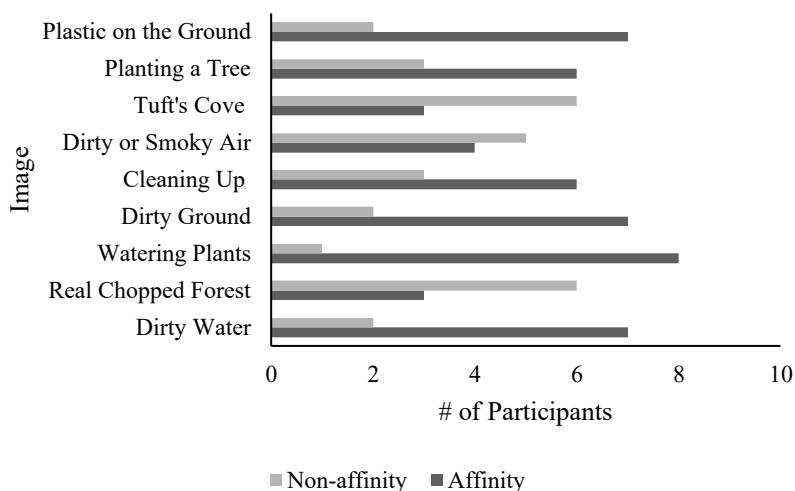 Plastic on the Ground
Planting a Tree
Tuft's Cove
Dirty or Smoky Air
Cleaning Up
Dirty Ground
Watering Plants
Real Chopped Forest
Dirty Water
Image
0 2 4 6 8 10
# of Participants
Non-affinity Affinity